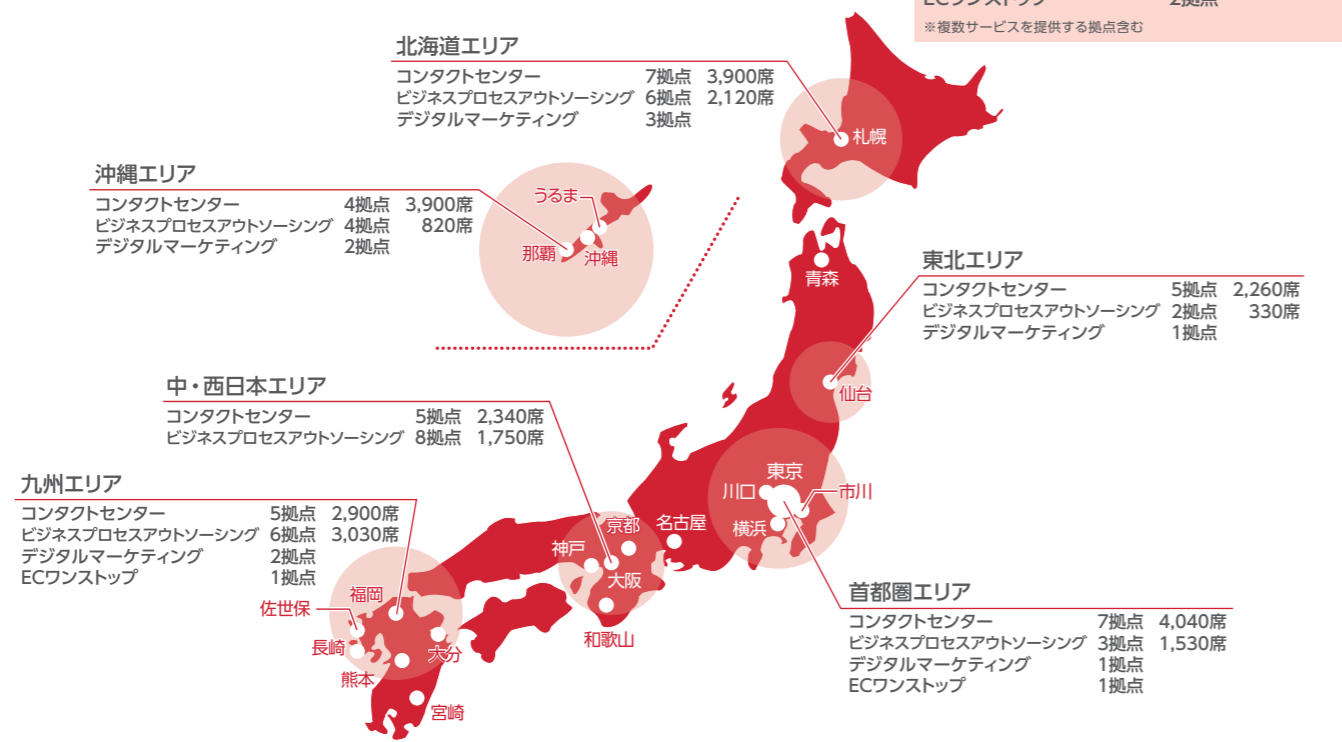 ECワンストップ 2拠点
※複数サービスを提供する拠点含む
北海道エリア
コンタクトセンター 7拠点 3,900席
ビジネスプロセスアウトソーシング 6拠点 2,120席
デジタルマーケティング 3拠点
札幌
沖縄エリア
コンタクトセンター 4拠点 3,900席
ビジネスプロセスアウトソーシング 4拠点 820席
デジタルマーケティング 2拠点
うるま
那覇
沖縄
青森
東北エリア
コンタクトセンター 5拠点 2,260席
ビジネスプロセスアウトソーシング 2拠点 330席
デジタルマーケティング 1拠点
仙台
中・西日本エリア
コンタクトセンター 5拠点 2,340席
ビジネスプロセスアウトソーシング 8拠点 1,750席
九州エリア
コンタクトセンター 5拠点 2,900席
ビジネスプロセスアウトソーシング 6拠点 3,030席
デジタルマーケティング 2拠点
ECワンストップ 1拠点
東京
川口
市川
横浜
名古屋
京都
神戸
大阪
和歌山
福岡
佐世保
長崎
大分
熊本
宮崎
首都圏エリア
コンタクトセンター 7拠点 4,040席
ビジネスプロセスアウトソーシング 3拠点 1,530席
デジタルマーケティング 1拠点
ECワンストップ 1拠点